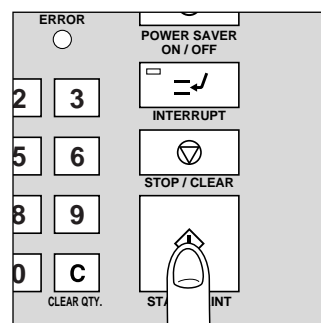 ERROR
POWER SAVER
ON / OFF
2 3
INTERRUPT
5 6
STOP / CLEAR
8 9
0 C
CLEAR QTY.